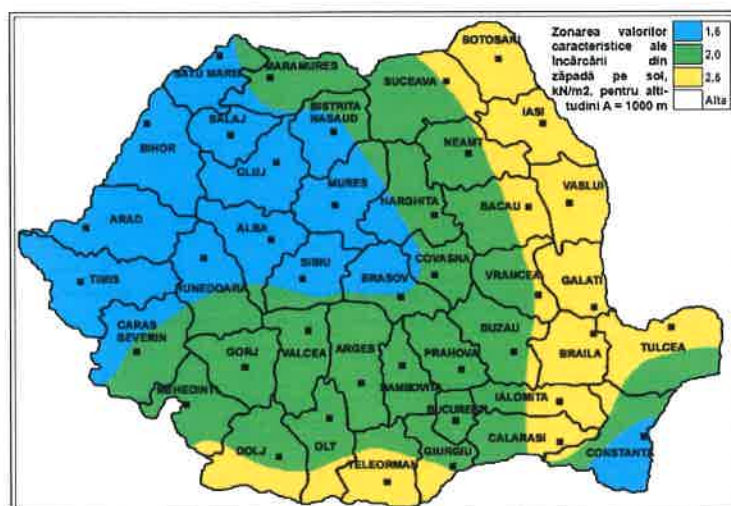 Zonarea valorilor
caracteristice ale
încărcării din
zăpadă pe sol,
kN/m2, pentru alti-
tudini A = 1000 m
1,5
2,0
2,5
Alta
BOTOSANI
SATU MARE
MARAMURES
SUCEAVA
BISTRITA
NASAUD
IASI
SALAJ
BIHOR
NEAMT
CLUJ
MURES
HARGHITA
BACAU
VASLUI
ARAD
ALBA
TIMIS
HUNEDOARA
SIBIU
BRASOV
COVASNA
VRANCEA
GALATI
CARAS
SEVERIN
GORJ
VALCEA
ARGES
PRAHOVA
BUZAU
BRAILA
TULCEA
MEHEDINTI
DAMBOVITA
IALOMITA
BUCURESTI
DOLJ
OLT
TELEORMAN
GIURGIU
CALARASI
CONSTANTA